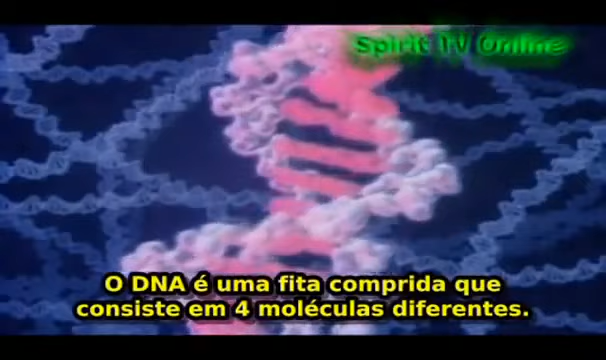 Spirit TV Online
O DNA é uma fita comprida que
consiste em 4 moléculas diferentes.